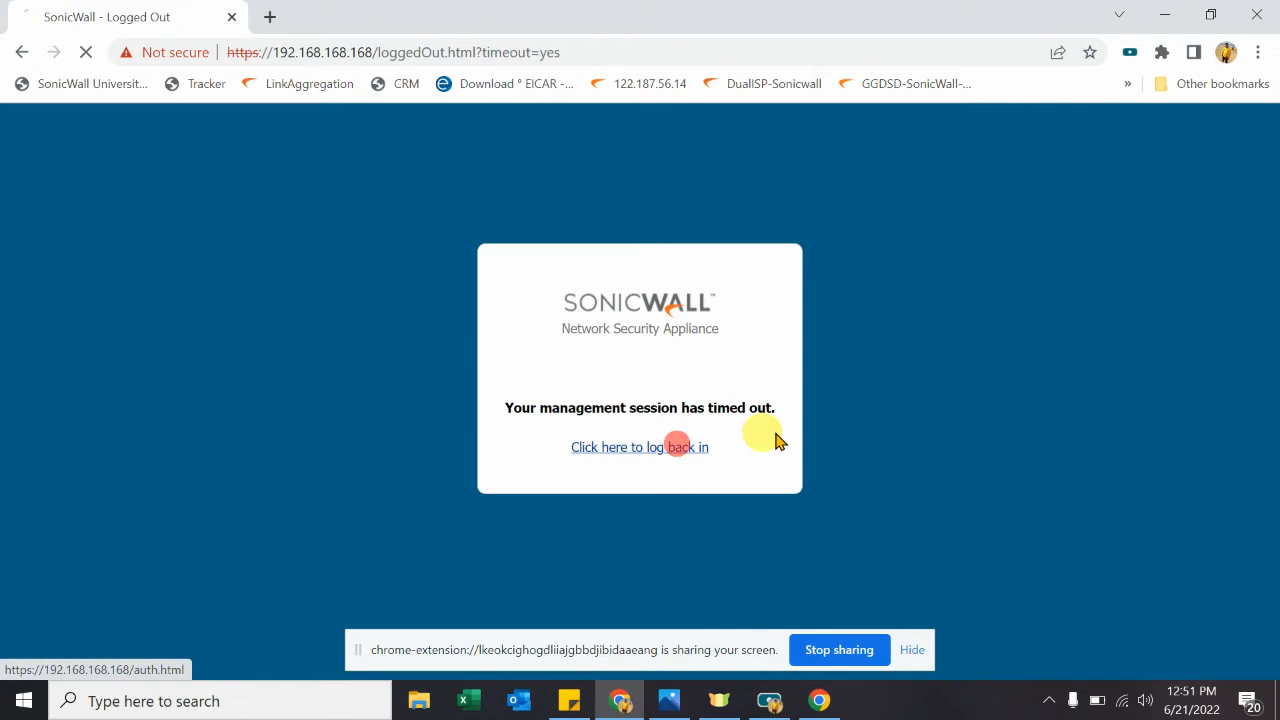 SonicWall - Logged Out
Not secure | https://192.168.168.168/loggedOut.html?timeout=yes
SonicWall Universit... Tracker LinkAggregation CRM Download ° EICAR -... 122.187.56.14 DualISP-Sonicwall GGDSD-SonicWall-... » Other bookmarks
SONICWALL™
Network Security Appliance
Your management session has timed out.
Click here to log back in
chrome-extension://lkeokcighogdliiajgbbdjibidaaeang is sharing your screen. Stop sharing Hide
https://192.168.168.168/auth.html
Type here to search
12:51 PM
6/21/2022
20